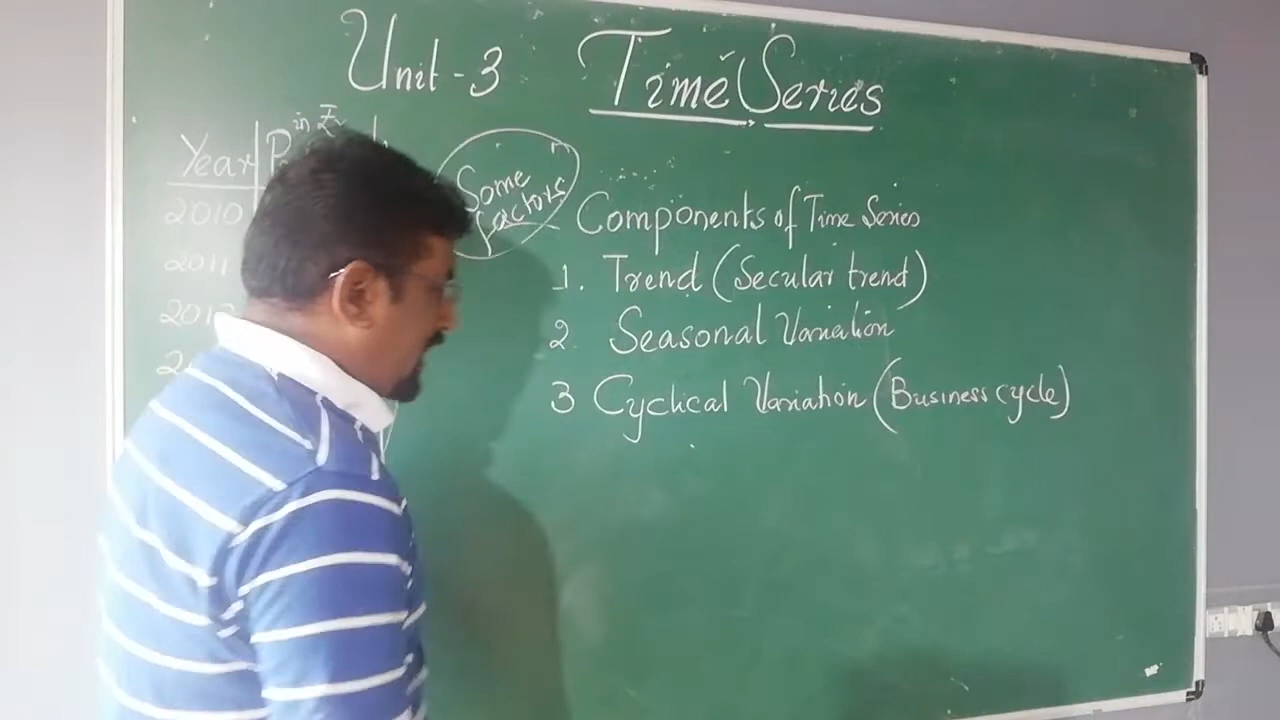 Unit - 3 Time Series
Year in ₹
2010
2011
Some
factors
Components of Time Series
1. Trend (Secular trend)
2. Seasonal Variation
3 Cyclical Variation (Business cycle)